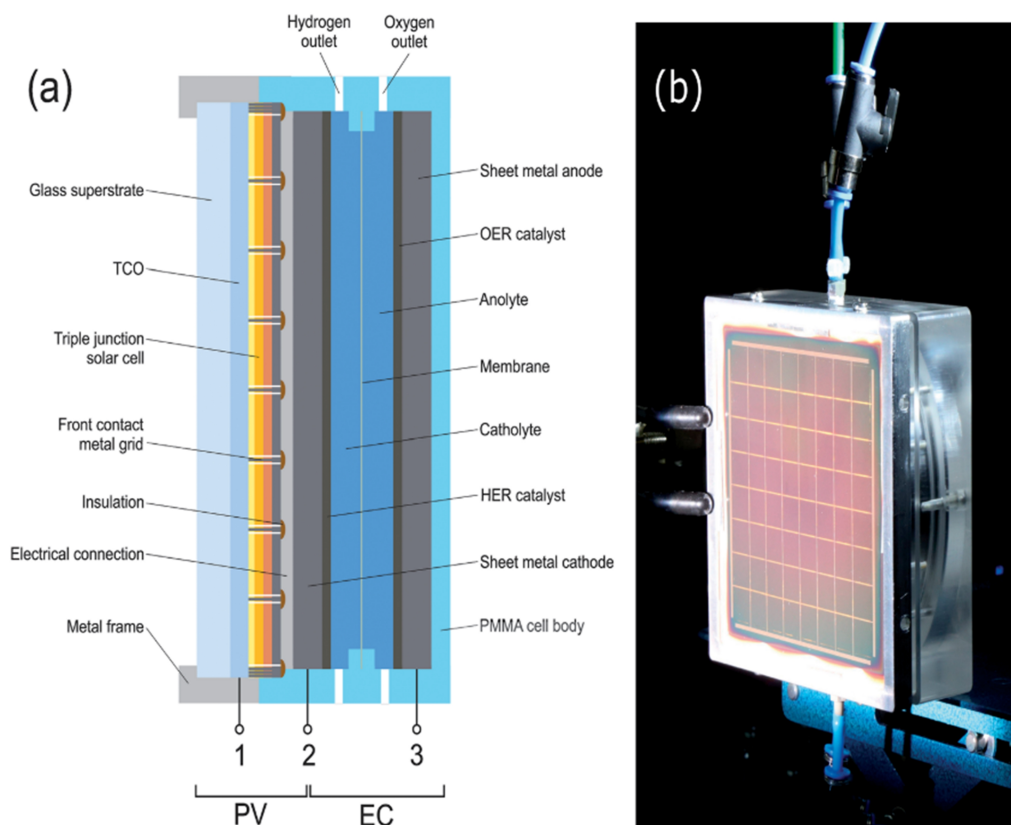 (a)
Hydrogen
outlet
Oxygen
outlet
Glass superstrate
TCO
Triple junction
solar cell
Front contact
metal grid
Insulation
Electrical connection
Metal frame
Sheet metal anode
OER catalyst
Anolyte
Membrane
Catholyte
HER catalyst
Sheet metal cathode
PMMA cell body
1
2
3
PV
EC
(b)